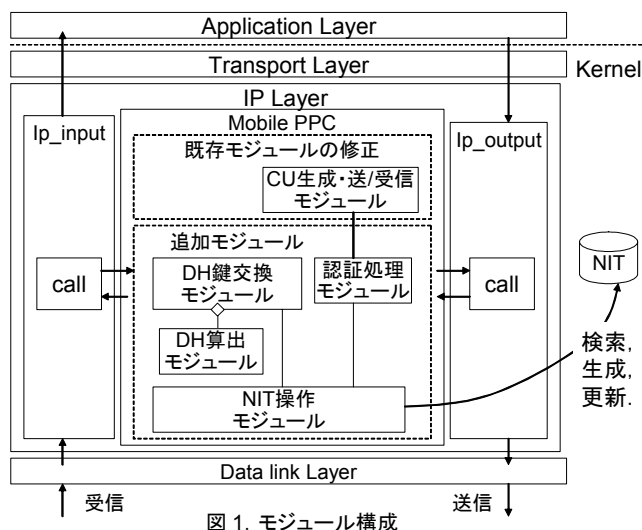 Application Layer
Transport Layer
Kernel
IP Layer
Ip_input
Mobile PPC
Ip_output
既存モジュールの修正
CU生成・送/受信
モジュール
追加モジュール
DH鍵交換
モジュール
認証処理
モジュール
call
call
NIT
DH算出
モジュール
検索,
生成,
更新.
NIT操作
モジュール
Data link Layer
受信
送信
図 1. モジュール構成